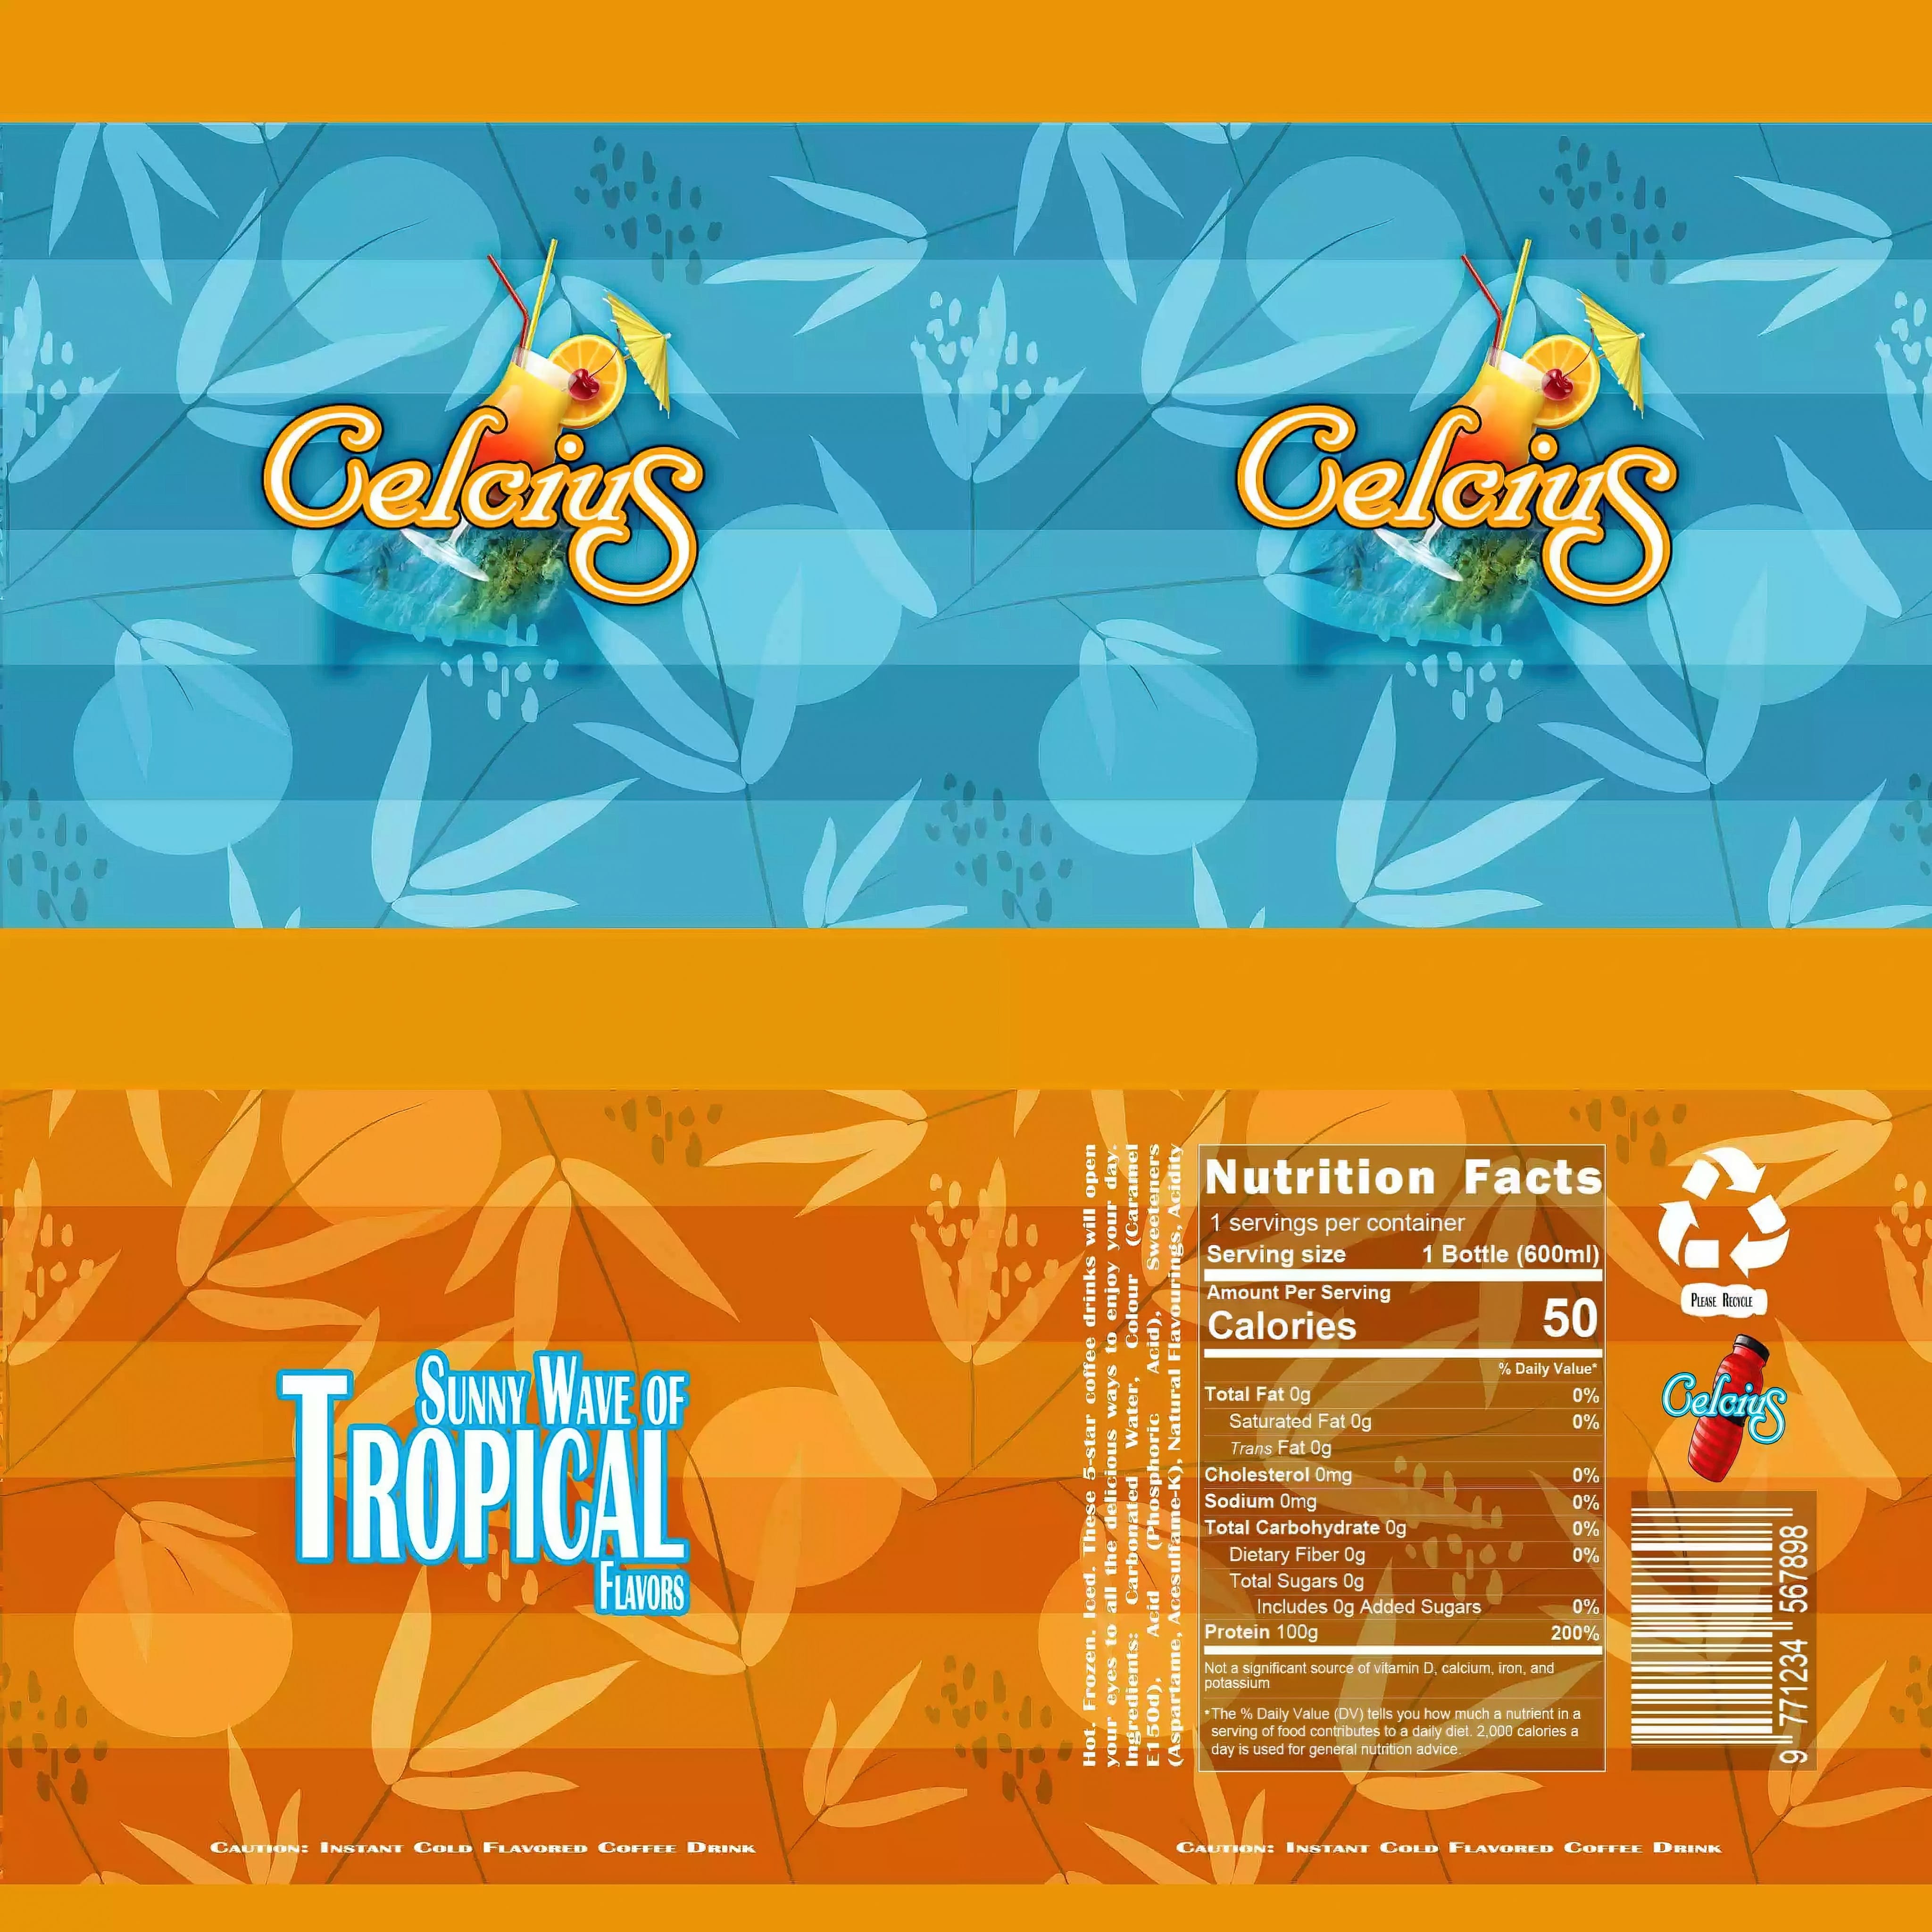 Celcius
Celcius
Sunny Wave of
Tropical
Flavors
Caution: Instant Cold Flavored Coffee Drink
Hot. Frozen. Iced. These 5-star coffee drinks will open
your eyes to all the delicious ways to enjoy your day.
Ingredients: Carbonated Water, Colour (Caramel
E150d), Acid (Phosphoric Acid), Sweeteners
(Aspartame, Acesulfame-K), Natural Flavourings, Acidity
Nutrition Facts
1 servings per container
Serving size 1 Bottle (600ml)
Amount Per Serving
Calories 50
% Daily Value*
Total Fat 0g 0%
Saturated Fat 0g 0%
Trans Fat 0g
Cholesterol 0mg 0%
Sodium 0mg 0%
Total Carbohydrate 0g 0%
Dietary Fiber 0g 0%
Total Sugars 0g
Includes 0g Added Sugars 0%
Protein 100g 200%
Not a significant source of vitamin D, calcium, iron, and
potassium
*The % Daily Value (DV) tells you how much a nutrient in a
serving of food contributes to a daily diet. 2,000 calories a
day is used for general nutrition advice.
Please Recycle
Celcius
9 771234 567898
Caution: Instant Cold Flavored Coffee Drink